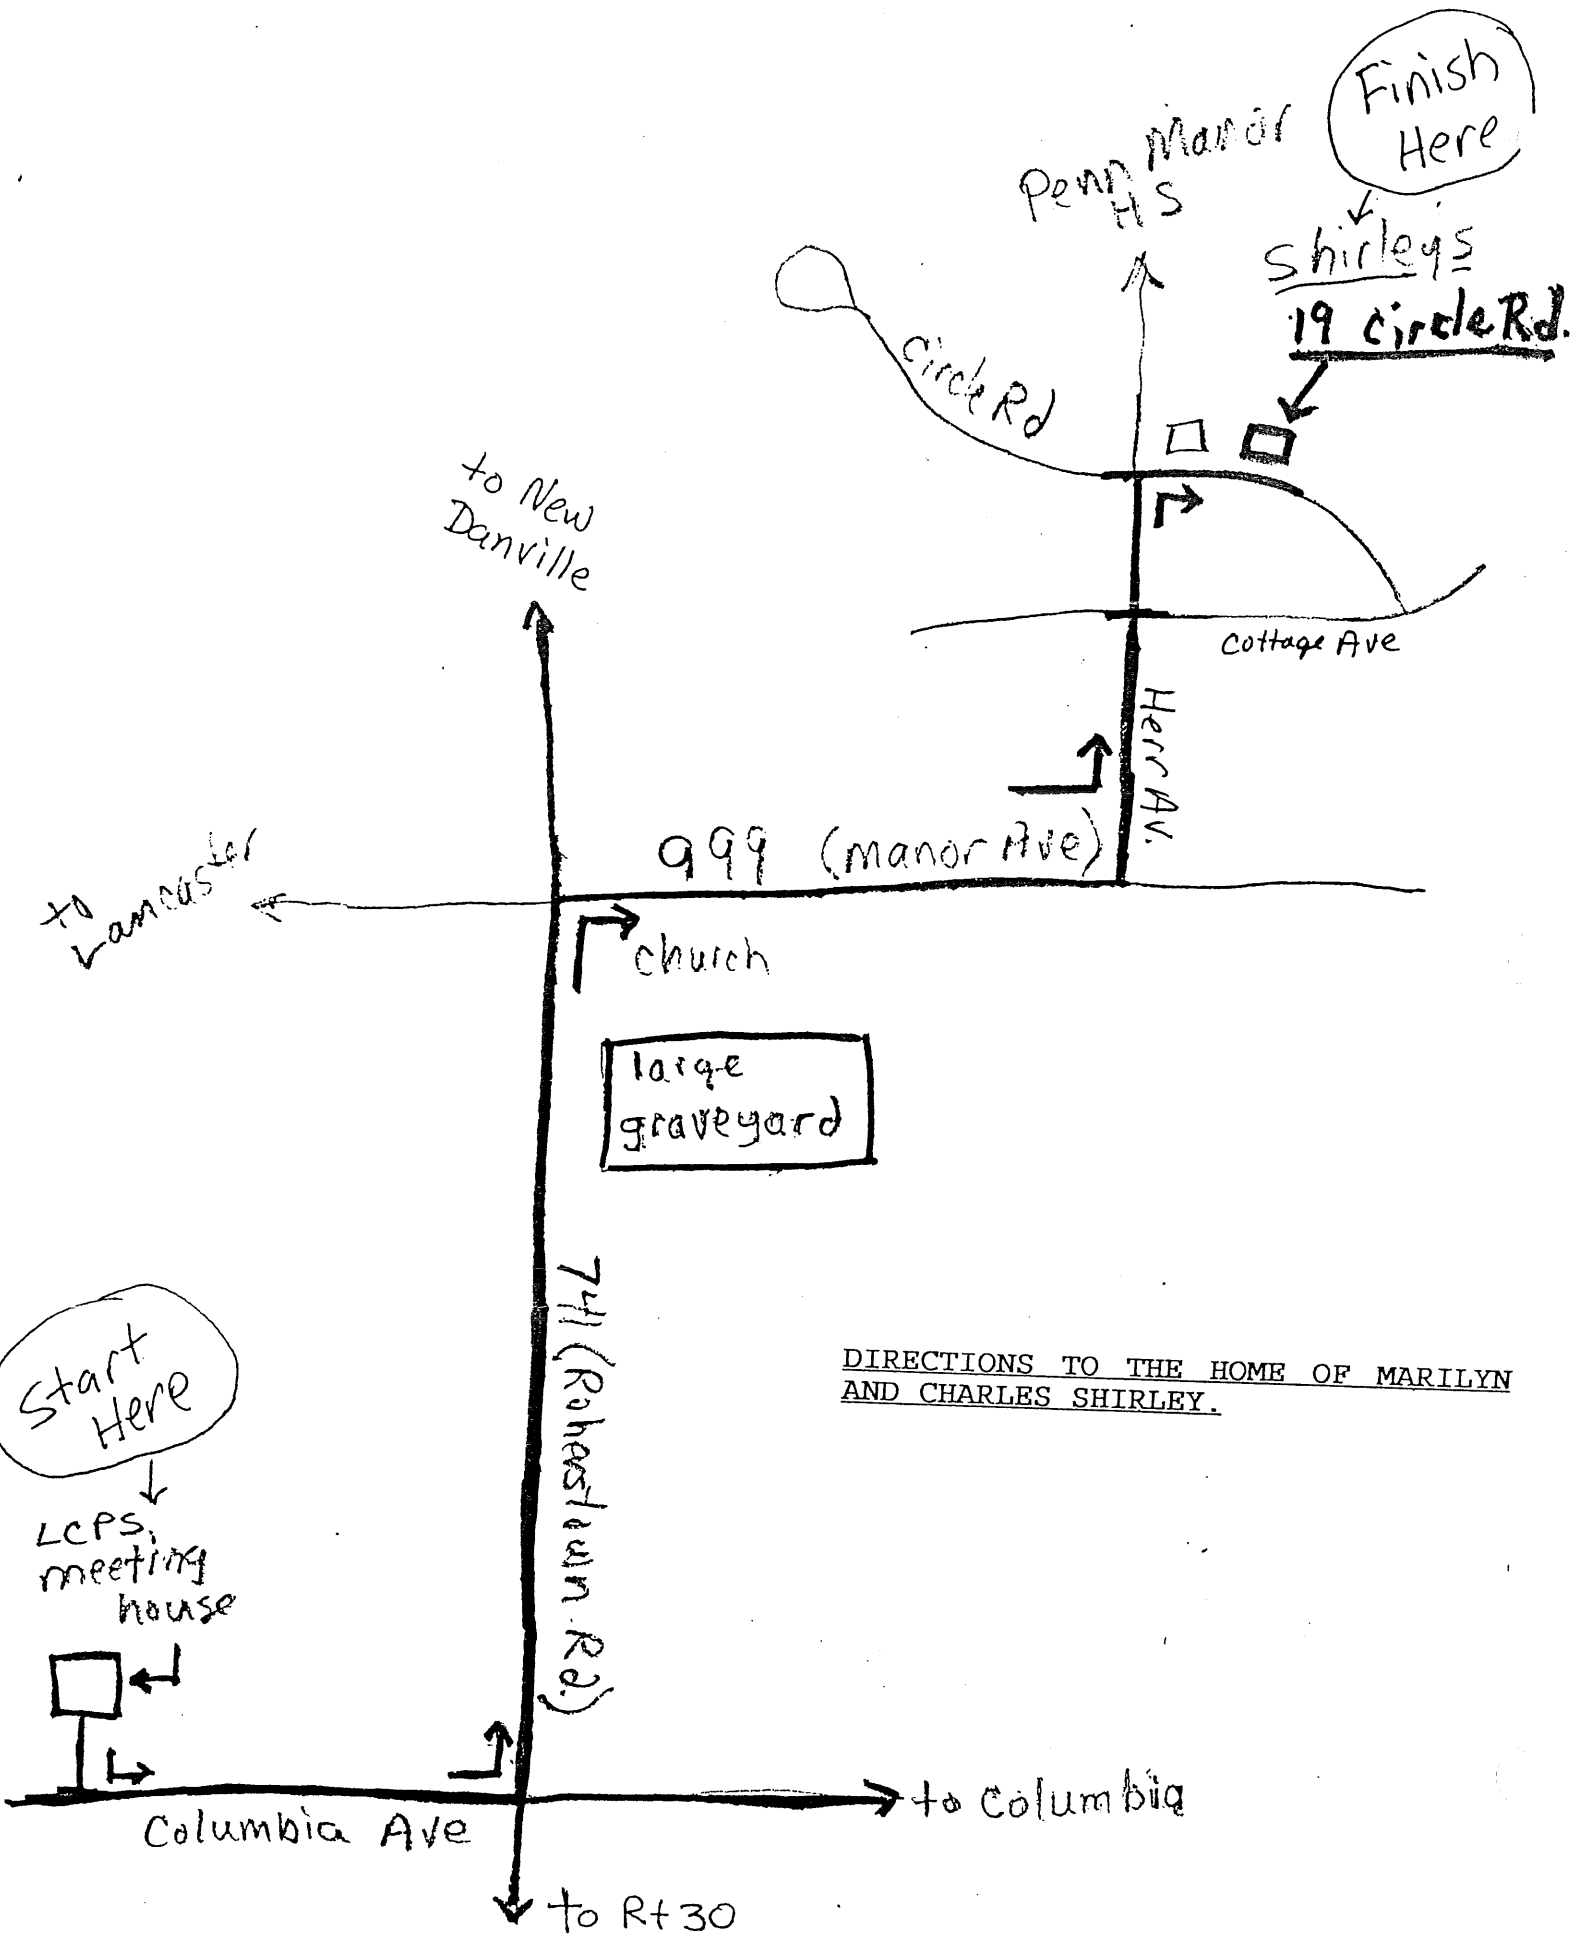 Finish
Here
Penn Manor
HS
Shirleys
19 Circle Rd.
Circle Rd
to New
Danville
Cottage Ave
Herr Av.
999 (Manor Ave)
to
Lancaster
church
large
graveyard
741 (Rohrstown Rd.)
DIRECTIONS TO THE HOME OF MARILYN
AND CHARLES SHIRLEY.
Start
Here
LCPS
meeting
house
Columbia Ave
to Columbia
to Rt 30